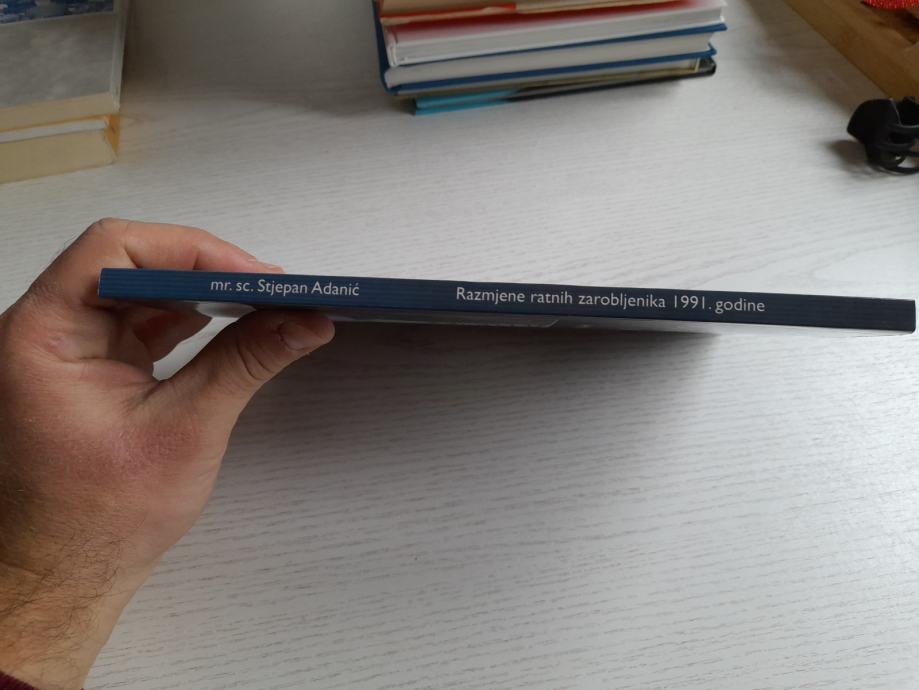 mr. sc. Stjepan Adanić
Razmjene ratnih zarobljenika 1991. godine